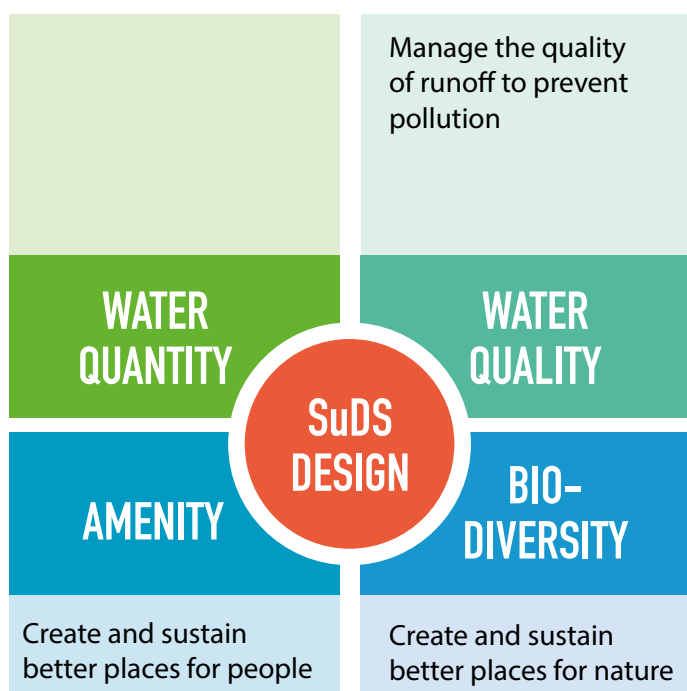 Manage the quality
of runoff to prevent
pollution
WATER
QUANTITY
WATER
QUALITY
SuDS
DESIGN
AMENITY
BIO-
DIVERSITY
Create and sustain
better places for people
Create and sustain
better places for nature